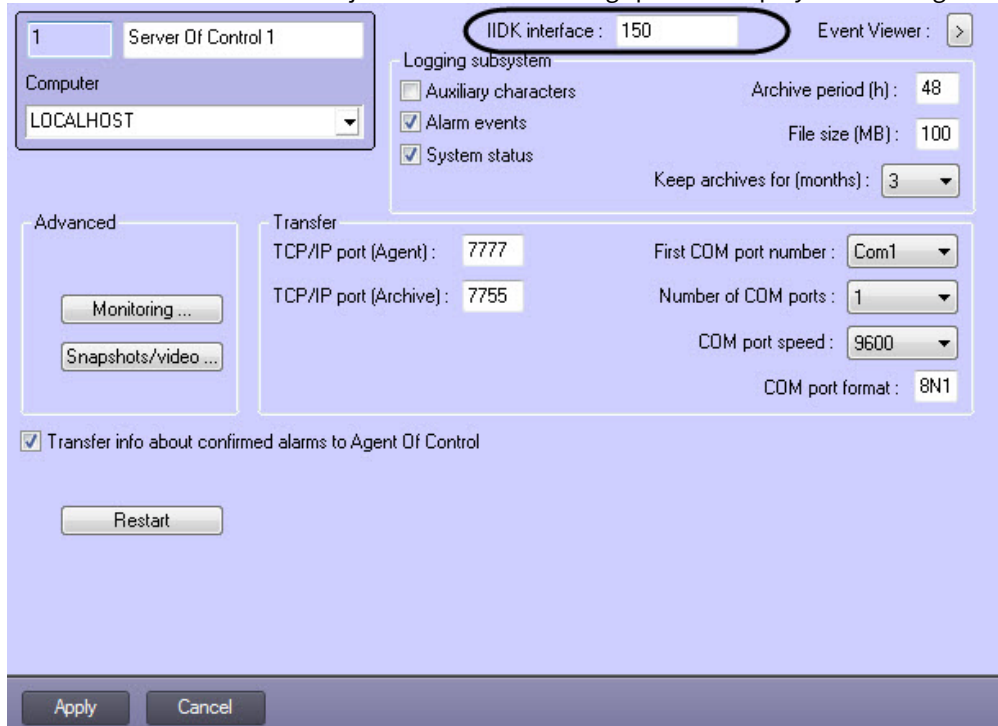 1 Server Of Control 1
Computer
LOCALHOST
IIDK interface : 150
Event Viewer : >
Logging subsystem
Auxiliary characters
Alarm events
System status
Archive period (h) : 48
File size (MB) : 100
Keep archives for (months) : 3
Advanced
Monitoring ...
Snapshots/video ...
Transfer
TCP/IP port (Agent) : 7777
TCP/IP port (Archive) : 7755
First COM port number : Com1
Number of COM ports : 1
COM port speed : 9600
COM port format : 8N1
Transfer info about confirmed alarms to Agent Of Control
Restart
Apply Cancel